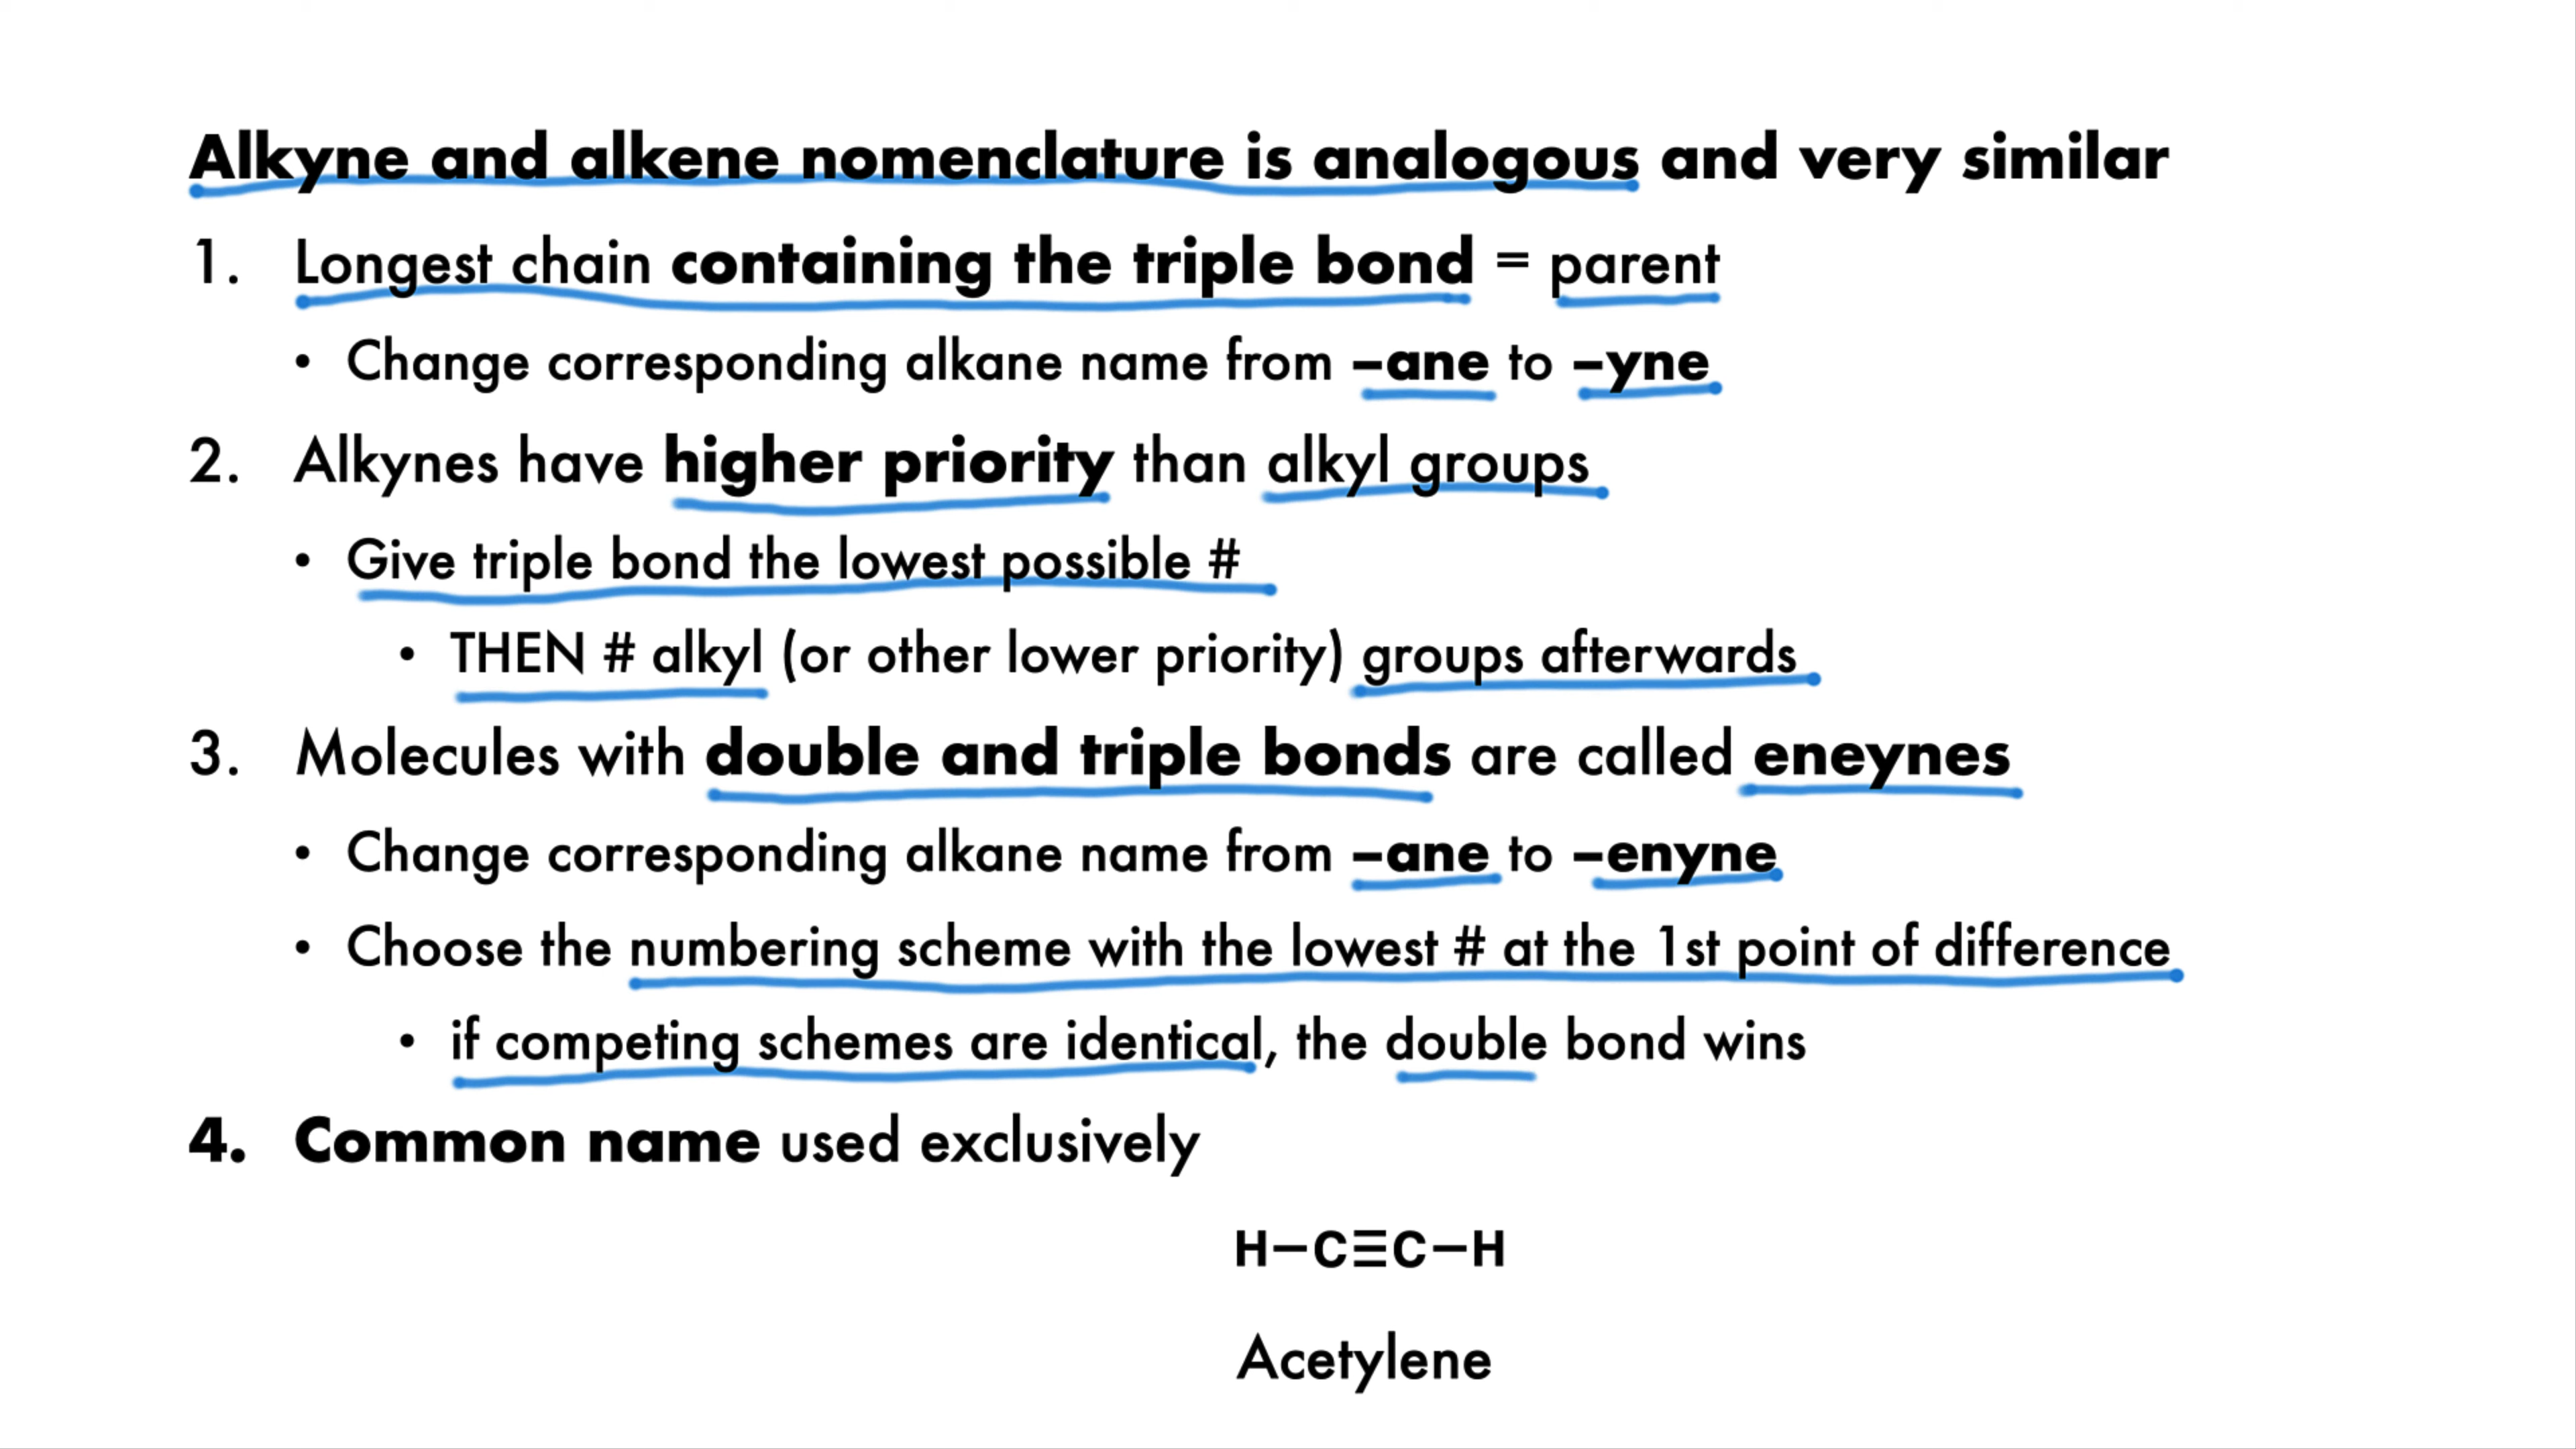 Alkyne and alkene nomenclature is analogous and very similar
1. Longest chain containing the triple bond = parent
• Change corresponding alkane name from –ane to –yne
2. Alkynes have higher priority than alkyl groups
• Give triple bond the lowest possible #
• THEN # alkyl (or other lower priority) groups afterwards
3. Molecules with double and triple bonds are called eneynes
• Change corresponding alkane name from –ane to –enyne
• Choose the numbering scheme with the lowest # at the 1st point of difference
• if competing schemes are identical, the double bond wins
4. Common name used exclusively
H–C≡C–H
Acetylene